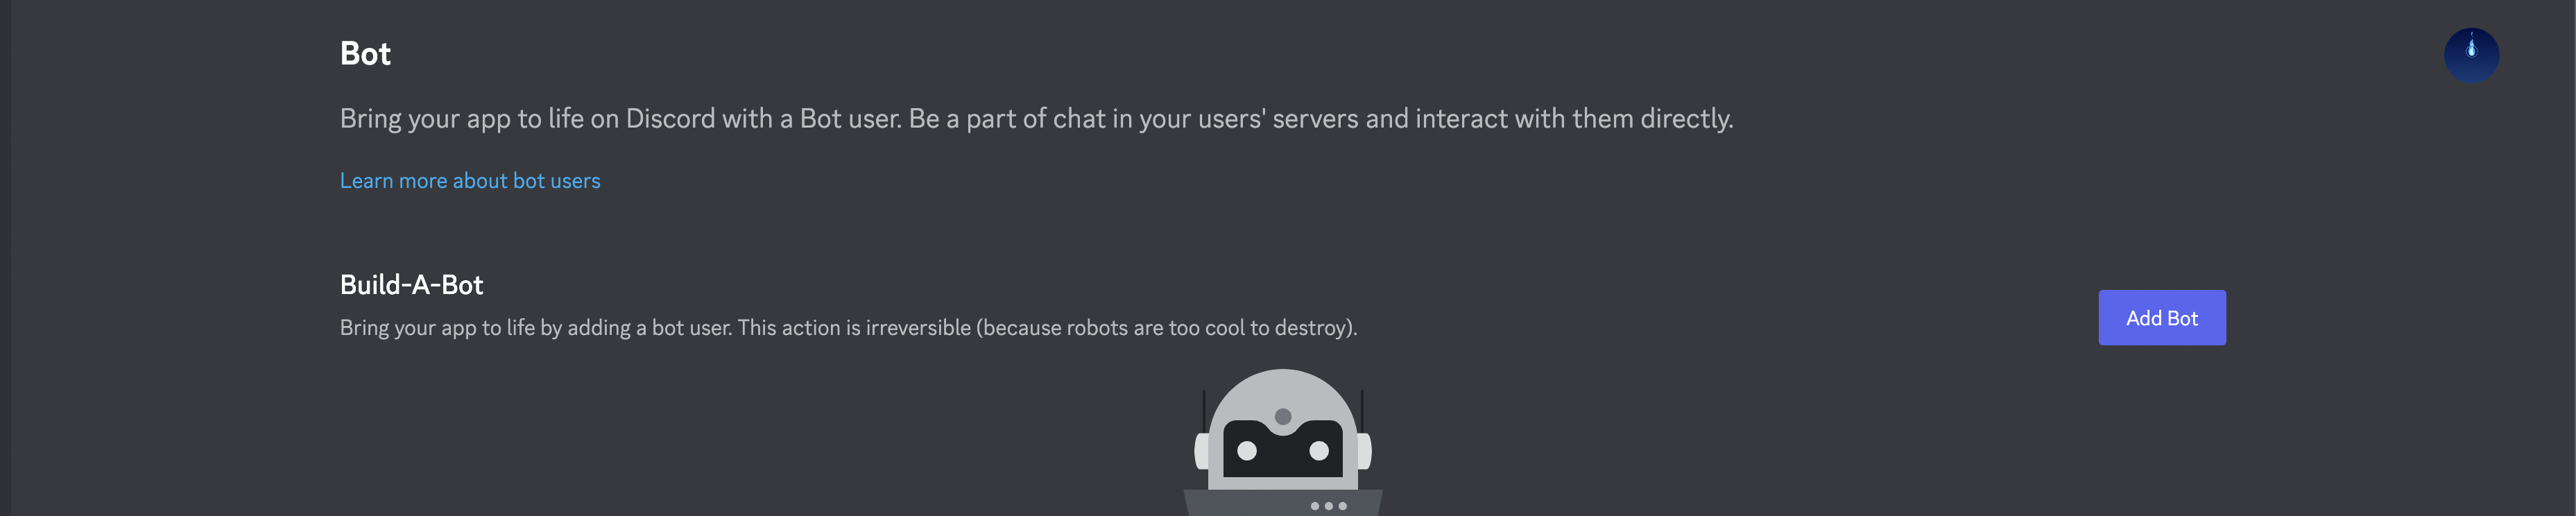 Bot
Bring your app to life on Discord with a Bot user. Be a part of chat in your users' servers and interact with them directly.
Learn more about bot users
Build-A-Bot
Bring your app to life by adding a bot user. This action is irreversible (because robots are too cool to destroy).
Add Bot